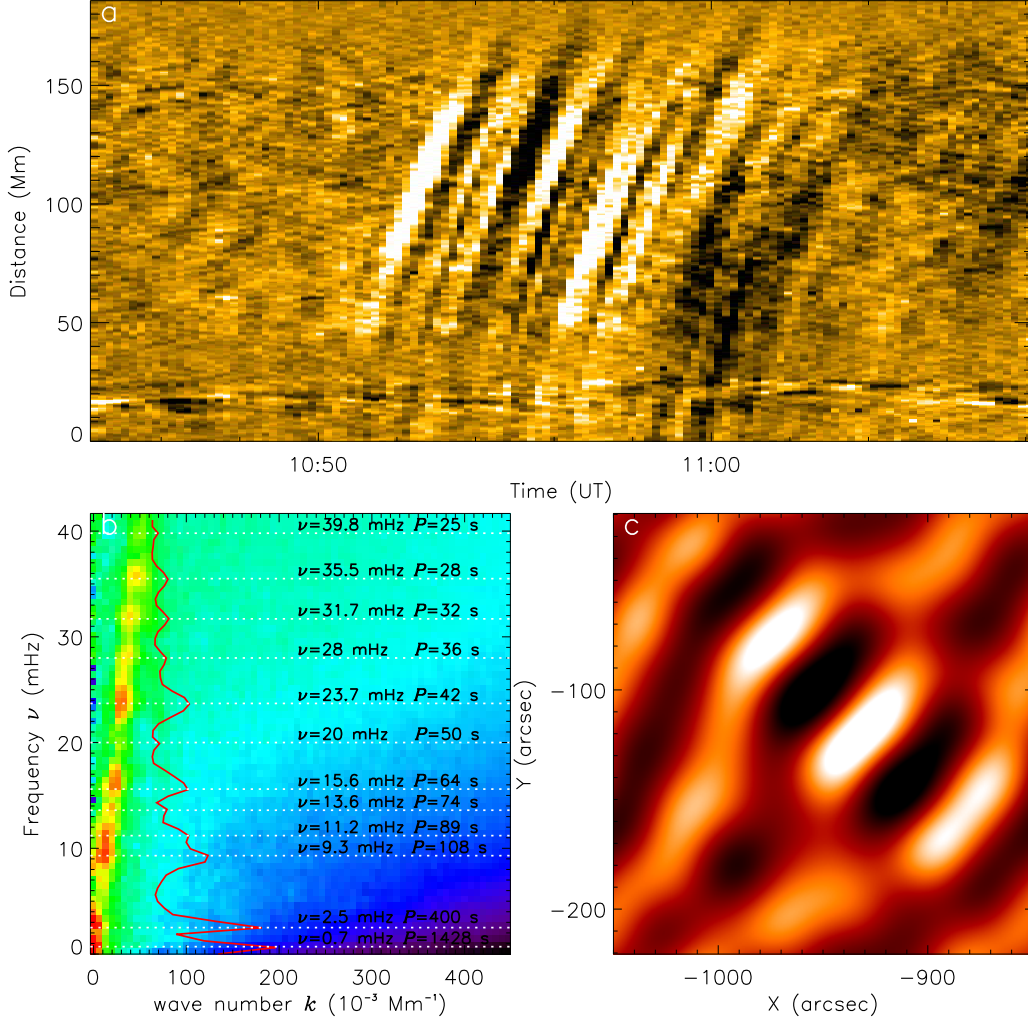 a
150
100
50
0
Distance (Mm)
10:50
11:00
Time (UT)
b
40
30
20
10
0
Frequency ν (mHz)
ν=39.8 mHz P=25 s
ν=35.5 mHz P=28 s
ν=31.7 mHz P=32 s
ν=28 mHz P=36 s
ν=23.7 mHz P=42 s
ν=20 mHz P=50 s
ν=15.6 mHz P=64 s
ν=13.6 mHz P=74 s
ν=11.2 mHz P=89 s
ν=9.3 mHz P=108 s
ν=2.5 mHz P=400 s
ν=0.7 mHz P=1428 s
0
100
200
300
400
wave number k (10⁻³ Mm⁻¹)
c
−100
−200
Y (arcsec)
−1000
−900
X (arcsec)